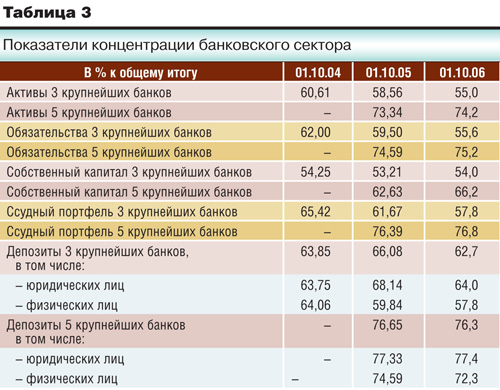 Таблица 3
Показатели концентрации банковского сектора
В % к общему итогу 01.10.04 01.10.05 01.10.06
Активы 3 крупнейших банков 60,61 58,56 55,0
Активы 5 крупнейших банков – 73,34 74,2
Обязательства 3 крупнейших банков 62,00 59,50 55,6
Обязательства 5 крупнейших банков – 74,59 75,2
Собственный капитал 3 крупнейших банков 54,25 53,21 54,0
Собственный капитал 5 крупнейших банков – 62,63 66,2
Ссудный портфель 3 крупнейших банков 65,42 61,67 57,8
Ссудный портфель 5 крупнейших банков – 76,39 76,8
Депозиты 3 крупнейших банков, 63,85 66,08 62,7
в том числе:
– юридических лиц 63,75 68,14 64,0
– физических лиц 64,06 59,84 57,8
Депозиты 5 крупнейших банков – 76,65 76,3
в том числе:
– юридических лиц – 77,33 77,4
– физических лиц – 74,59 72,3